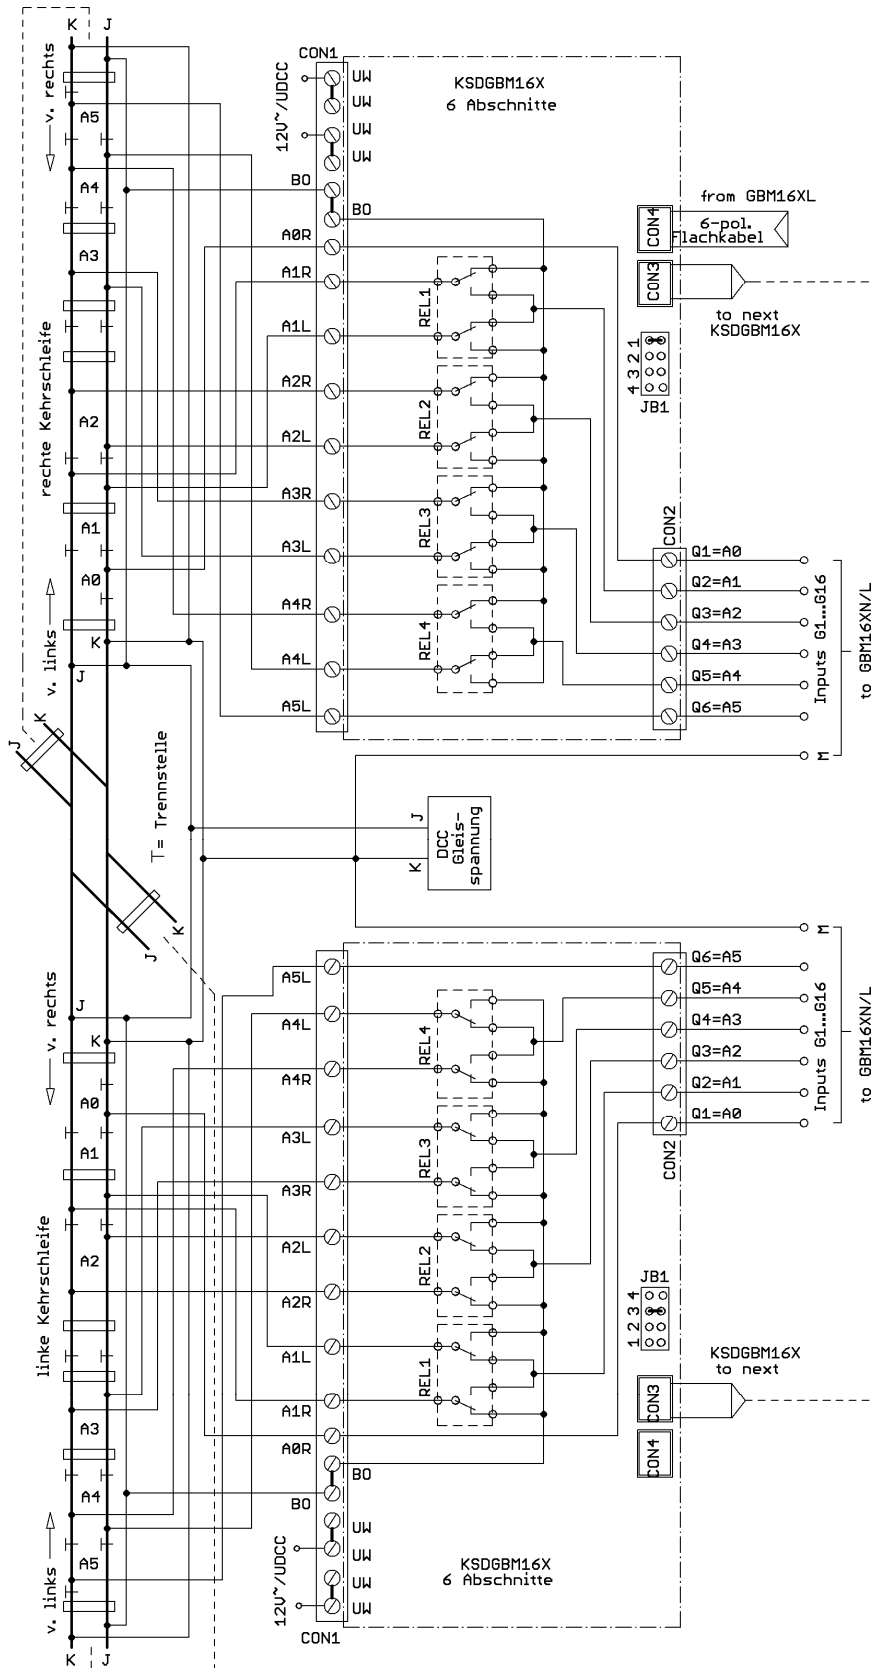 K J
v. rechts
A5
A4
A3
rechte Kehrschleife
A2
A1
A0
v. links
K
J
CON1
12V~/UDCC
UW
UW
UW
UW
BO
BO
A0R
A1R
A1L
A2R
A2L
A3R
A3L
A4R
A4L
A5L
KSDGBM16X
6 Abschnitte
REL1
REL2
REL3
REL4
from GBM16XL
CON4
6-pol.
Flachkabel
CON3
to next
KSDGBM16X
4 3 2 1
JB1
CON2
Q1=A0
Q2=A1
Q3=A2
Q4=A3
Q5=A4
Q6=A5
Inputs G1...G16
to GBM16XN/L
M
J K
T= Trennstelle
J
K
DCC
Gleis-
spannung
K
J
M
v. rechts
J
K
A0
A1
linke Kehrschleife
A2
A3
A4
A5
v. links
K J
A5L
A4L
A4R
A3L
A3R
A2L
A2R
A1L
A1R
A0R
BO
BO
UW
UW
UW
UW
12V~/UDCC
CON1
REL4
REL3
REL2
REL1
Q6=A5
Q5=A4
Q4=A3
Q3=A2
Q2=A1
Q1=A0
CON2
Inputs G1...G16
to GBM16XN/L
JB1
1 2 3 4
KSDGBM16X
to next
CON3
CON4
KSDGBM16X
6 Abschnitte